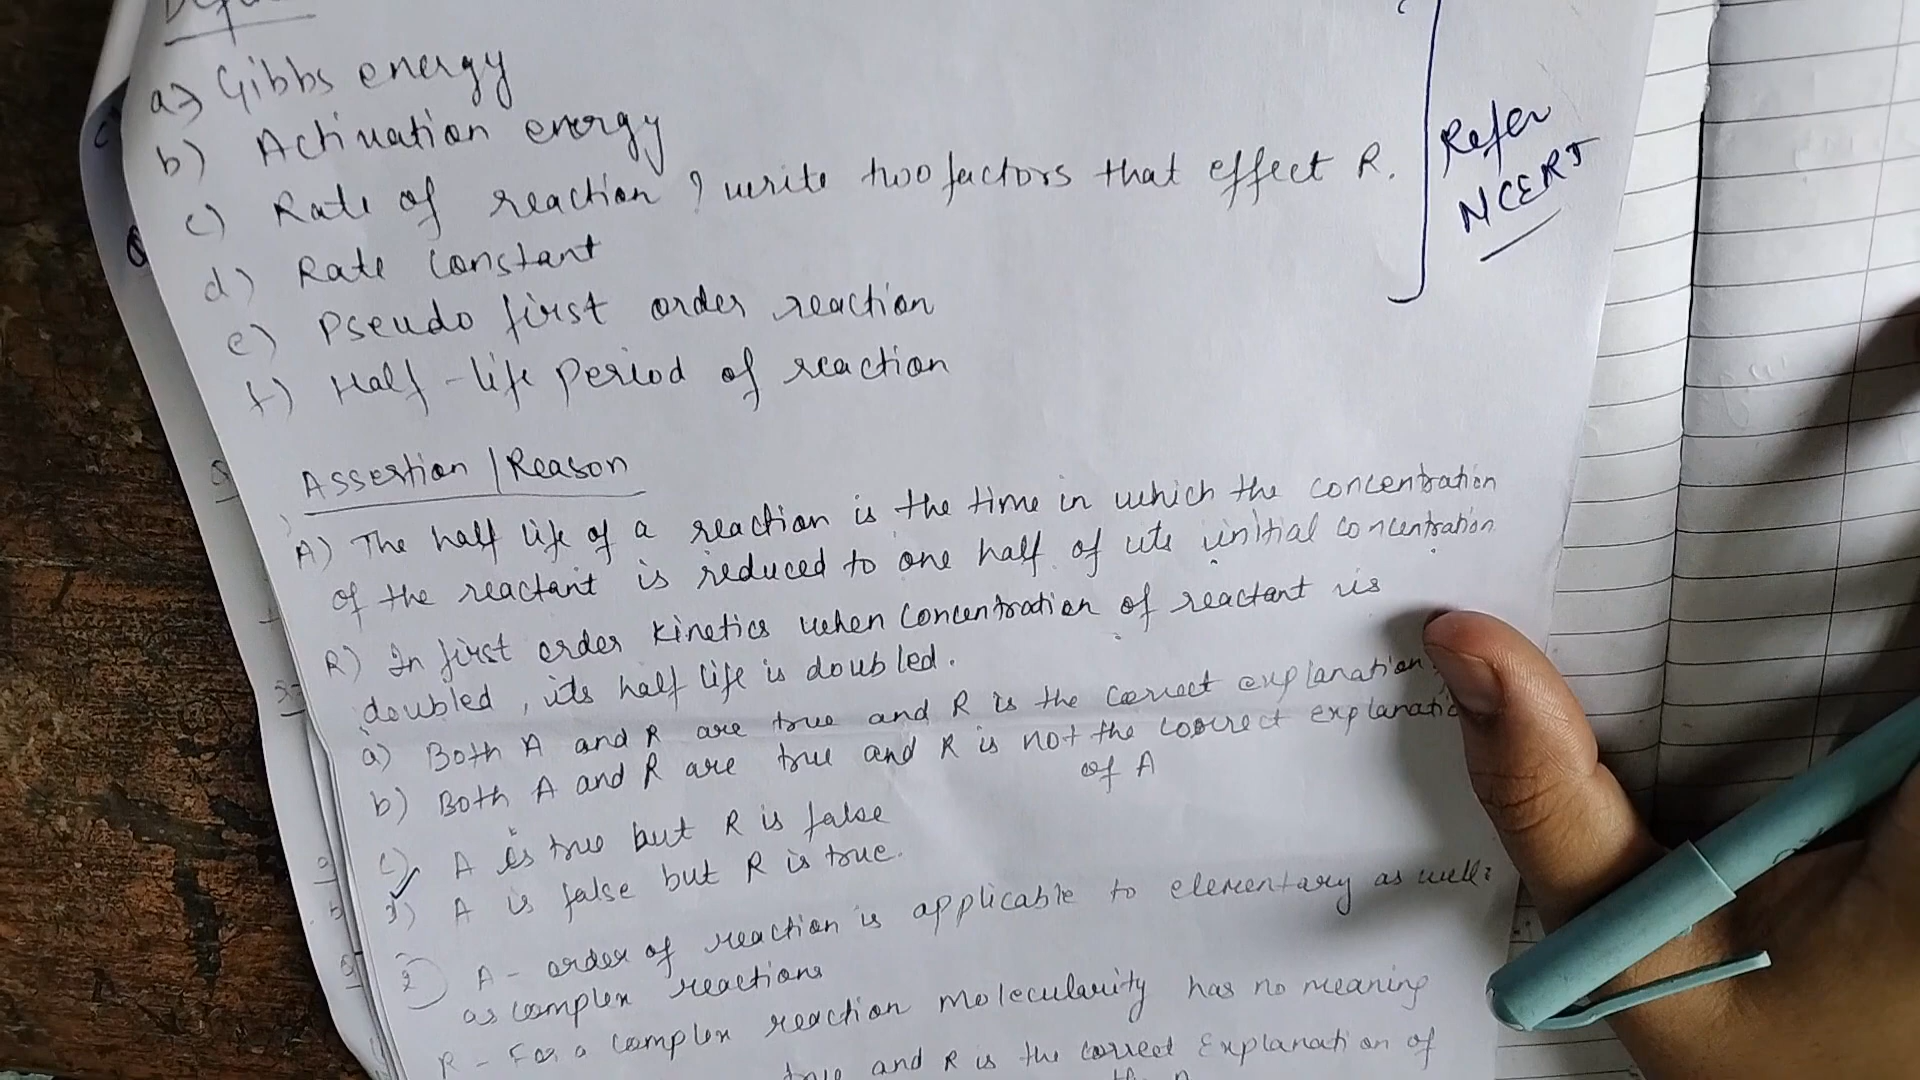 a) Gibbs energy
b) Activation energy
c) Rate of reaction, write two factors that effect R.
d) Rate constant
e) Pseudo first order reaction
f) Half-life period of reaction
Refer
NCERT
Assertion | Reason
A) The half life of a reaction is the time in which the concentration
of the reactant is reduced to one half of its initial concentration
R) In first order kinetics when concentration of reactant is
doubled, its half life is doubled.
a) Both A and R are true and R is the correct explanation
b) Both A and R are true and R is not the correct
of A
c) A is true but R is false
d) A is false but R is true.
2) A - order of reaction is applicable to elementary as well
as complex reactions
R - For a complex reaction molecularity has no meaning
and R is the correct Explanation of